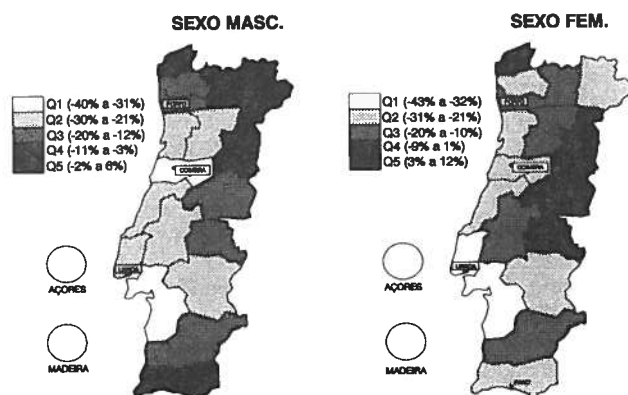 SEXO MASC.
Q1 (-40% a -31%)
Q2 (-30% a -21%)
Q3 (-20% a -12%)
Q4 (-11% a -3%)
Q5 (-2% a 6%)
PORTO
COIMBRA
LISBOA
AÇORES
MADEIRA
SEXO FEM.
Q1 (-43% a -32%)
Q2 (-31% a -21%)
Q3 (-20% a -10%)
Q4 (-9% a 1%)
Q5 (3% a 12%)
PORTO
COIMBRA
LISBOA
AÇORES
MADEIRA